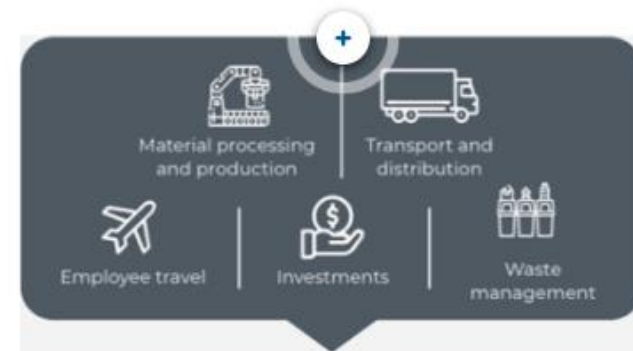 +
Material processing
and production
Transport and
distribution
Employee travel
$
Investments
Waste
management